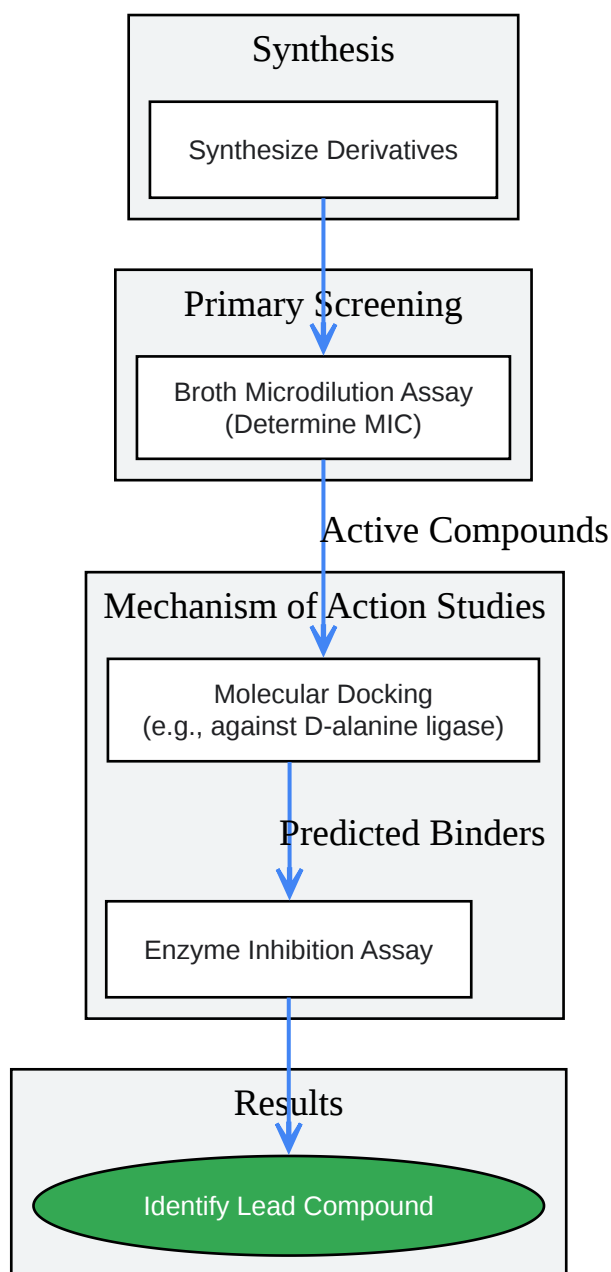 Synthesis
Synthesize Derivatives
Primary Screening
Broth Microdilution Assay
(Determine MIC)
Active Compounds
Mechanism of Action Studies
Molecular Docking
(e.g., against D-alanine ligase)
Predicted Binders
Enzyme Inhibition Assay
Results
Identify Lead Compound